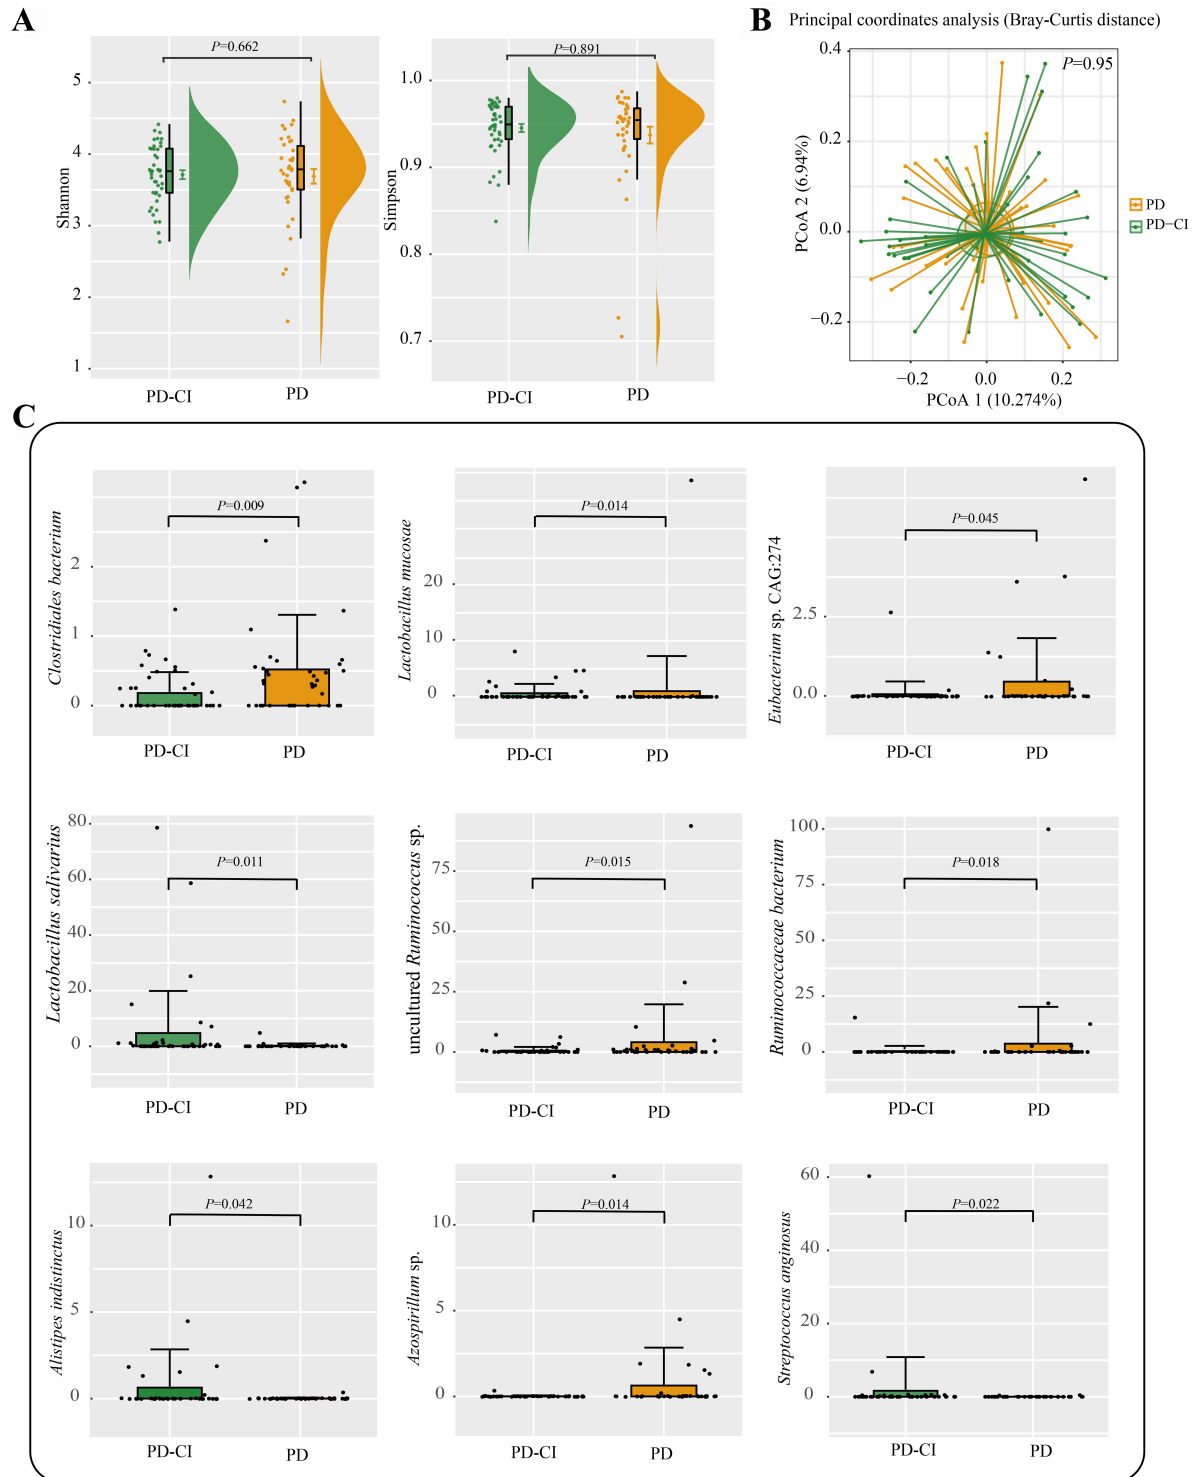 A
P=0.662
Shannon
5
4
3
2
1
PD-CI
PD
P=0.891
Simpson
1.0
0.9
0.8
0.7
PD-CI
PD
B
Principal coordinates analysis (Bray-Curtis distance)
P=0.95
PCoA 2 (6.94%)
0.4
0.2
0.0
−0.2
−0.2
0.0
0.2
PCoA 1 (10.274%)
PD
PD−CI
C
Clostridiales bacterium
P=0.009
2
1
0
PD-CI
PD
Lactobacillus mucosae
P=0.014
20
10
0
PD-CI
PD
Eubacterium sp. CAG:274
P=0.045
2.5
0.0
PD-CI
PD
Lactobacillus salivarius
P=0.011
80
60
40
20
0
PD-CI
PD
uncultured Ruminococcus sp.
P=0.015
75
50
25
0
PD-CI
PD
Ruminococcaceae bacterium
P=0.018
100
75
50
25
0
PD-CI
PD
Alistipes indistinctus
P=0.042
10
5
0
PD-CI
PD
Azospirillum sp.
P=0.014
10
5
0
PD-CI
PD
Streptococcus anginosus
P=0.022
60
40
20
0
PD-CI
PD